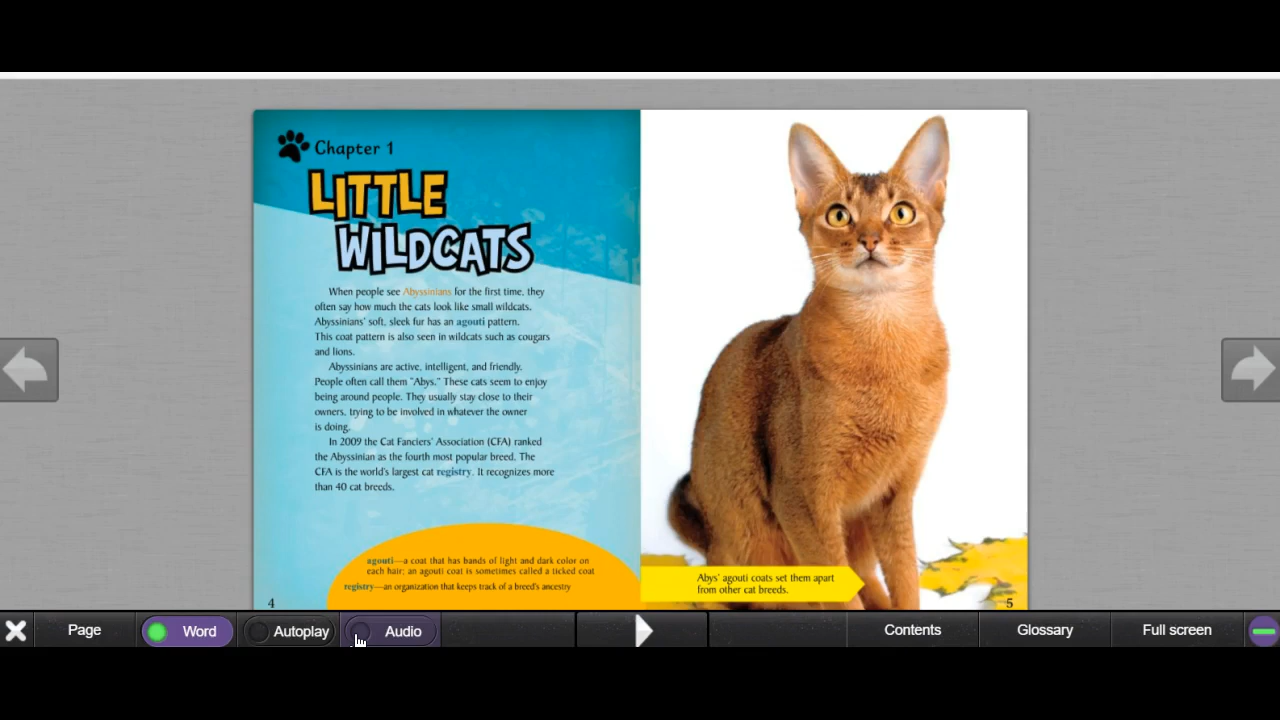 Chapter 1
LITTLE
WILDCATS
When people see Abyssinians for the first time, they
often say how much the cats look like small wildcats.
Abyssinians' soft, sleek fur has an agouti pattern.
This coat pattern is also seen in wildcats such as cougars
and lions.
Abyssinians are active, intelligent, and friendly.
People often call them "Abys." These cats seem to enjoy
being around people. They usually stay close to their
owners, trying to be involved in whatever the owner
is doing.
In 2009 the Cat Fanciers' Association (CFA) ranked
the Abyssinian as the fourth most popular breed. The
CFA is the world's largest cat registry. It recognizes more
than 40 cat breeds.
agouti—a coat that has bands of light and dark color on
each hair; an agouti coat is sometimes called a ticked coat
registry—an organization that keeps track of a breed's ancestry
4
Abys' agouti coats set them apart
from other cat breeds.
5
Page Word Autoplay Audio Contents Glossary Full screen